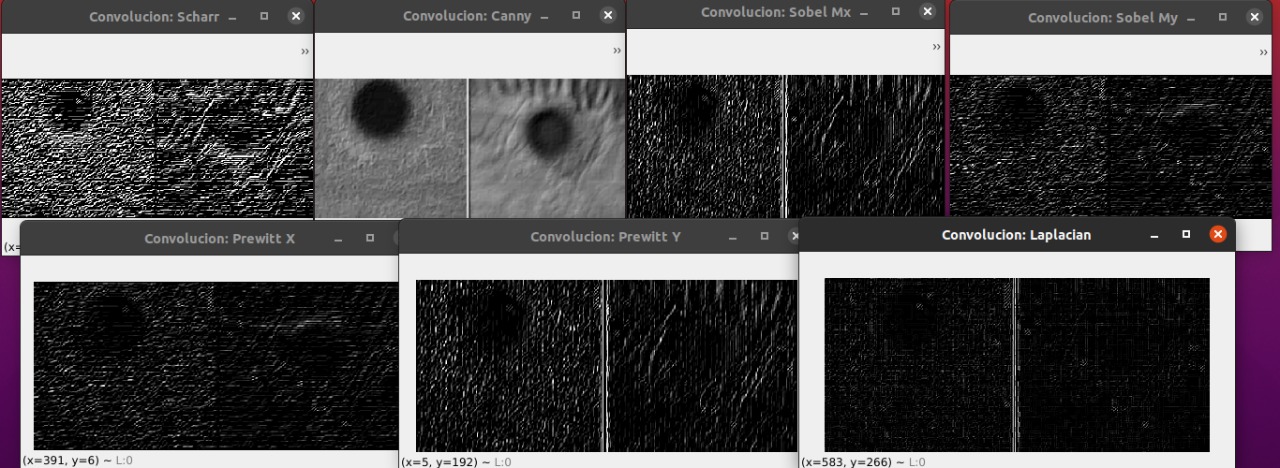 Convolucion: Scharr
Convolucion: Canny
Convolucion: Sobel Mx
Convolucion: Sobel My
(x=
Convolucion: Prewitt X
Convolucion: Prewitt Y
Convolucion: Laplacian
(x=391, y=6) ~ L:0
(x=5, y=192) ~ L:0
(x=583, y=266) ~ L:0